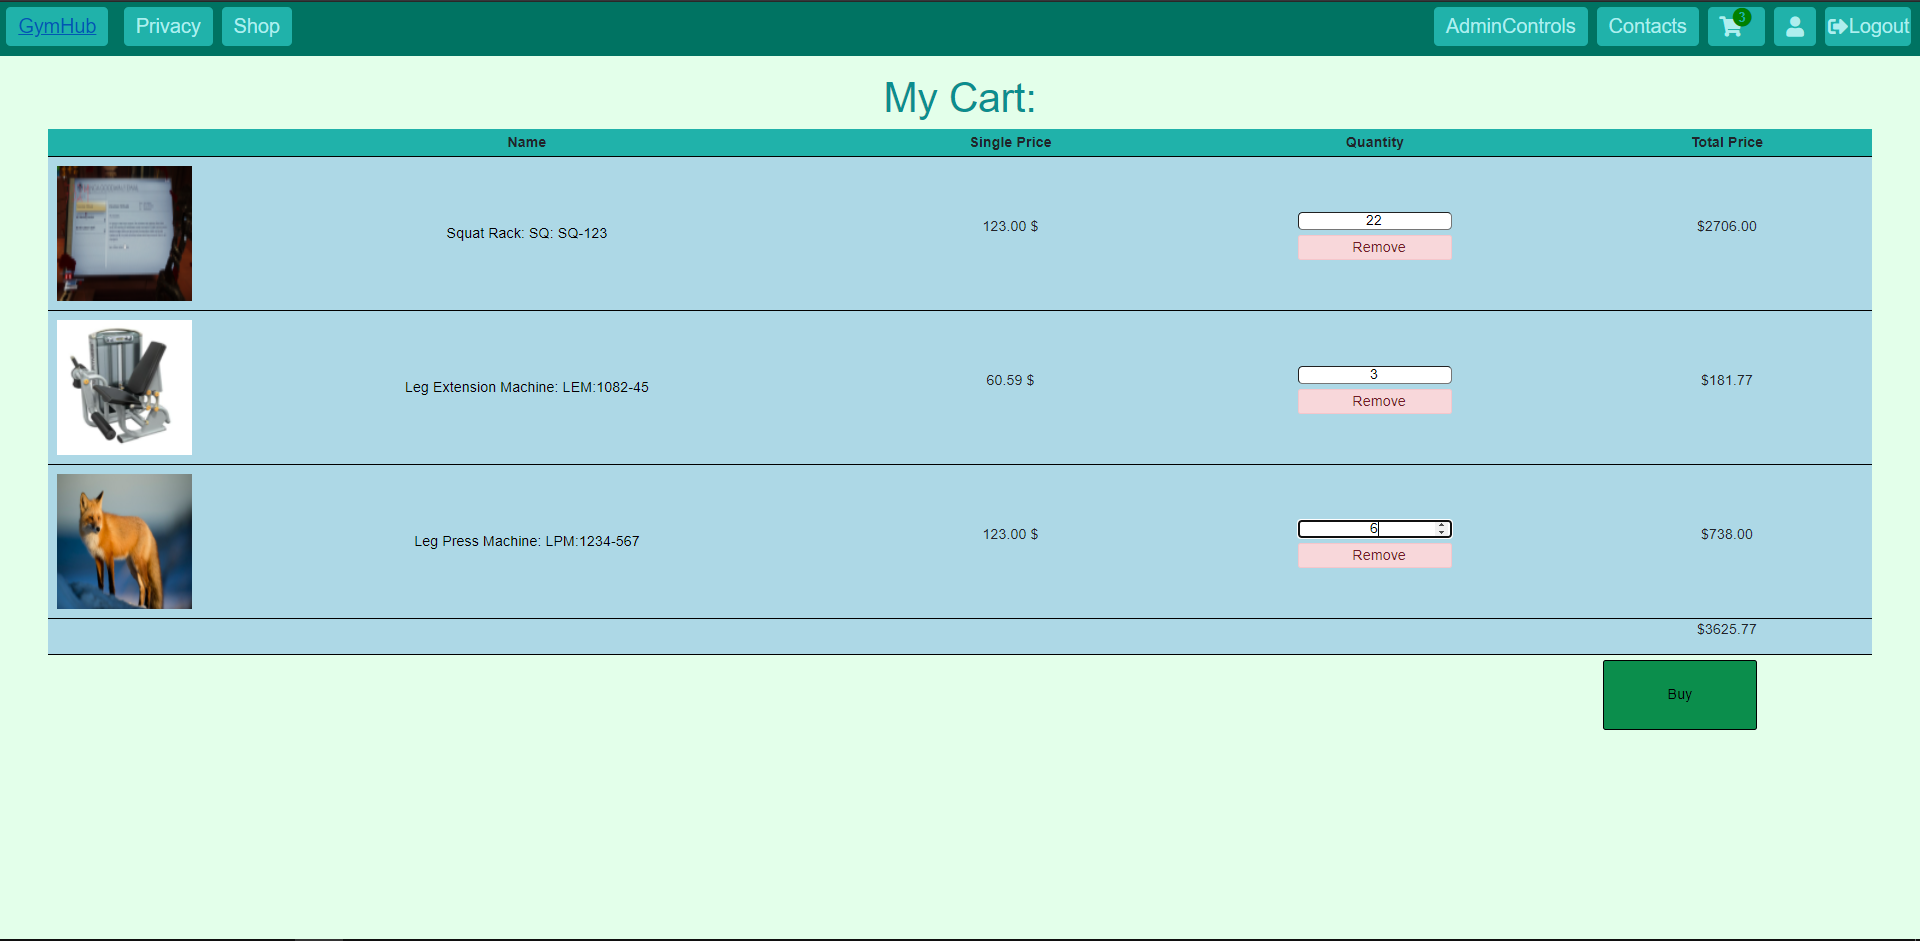 GymHub Privacy Shop AdminControls Contacts 3 Logout
My Cart:
Name Single Price Quantity Total Price
Squat Rack: SQ: SQ-123 123.00 $ 22 $2706.00
Remove
Leg Extension Machine: LEM:1082-45 60.59 $ 3 $181.77
Remove
Leg Press Machine: LPM:1234-567 123.00 $ 6 $738.00
Remove
$3625.77
Buy